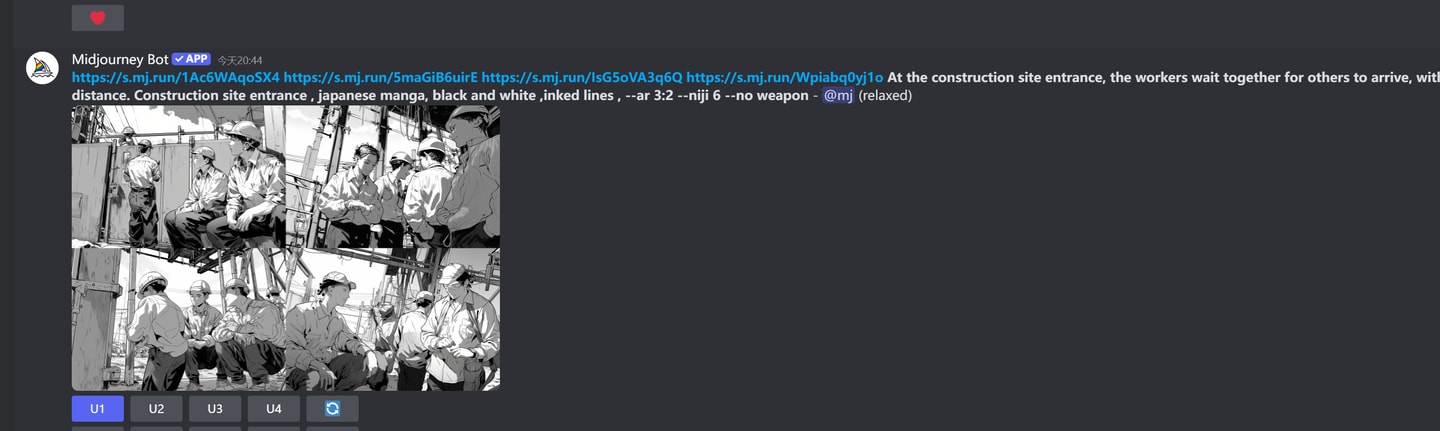 Midjourney Bot ✓ APP 今天20:44
https://s.mj.run/1Ac6WAqoSX4 https://s.mj.run/5maGiB6uirE https://s.mj.run/IsG5oVA3q6Q https://s.mj.run/Wpiabq0yj1o At the construction site entrance, the workers wait together for others to arrive, with
distance. Construction site entrance , japanese manga, black and white ,inked lines , --ar 3:2 --niji 6 --no weapon - @mj (relaxed)
U1 U2 U3 U4